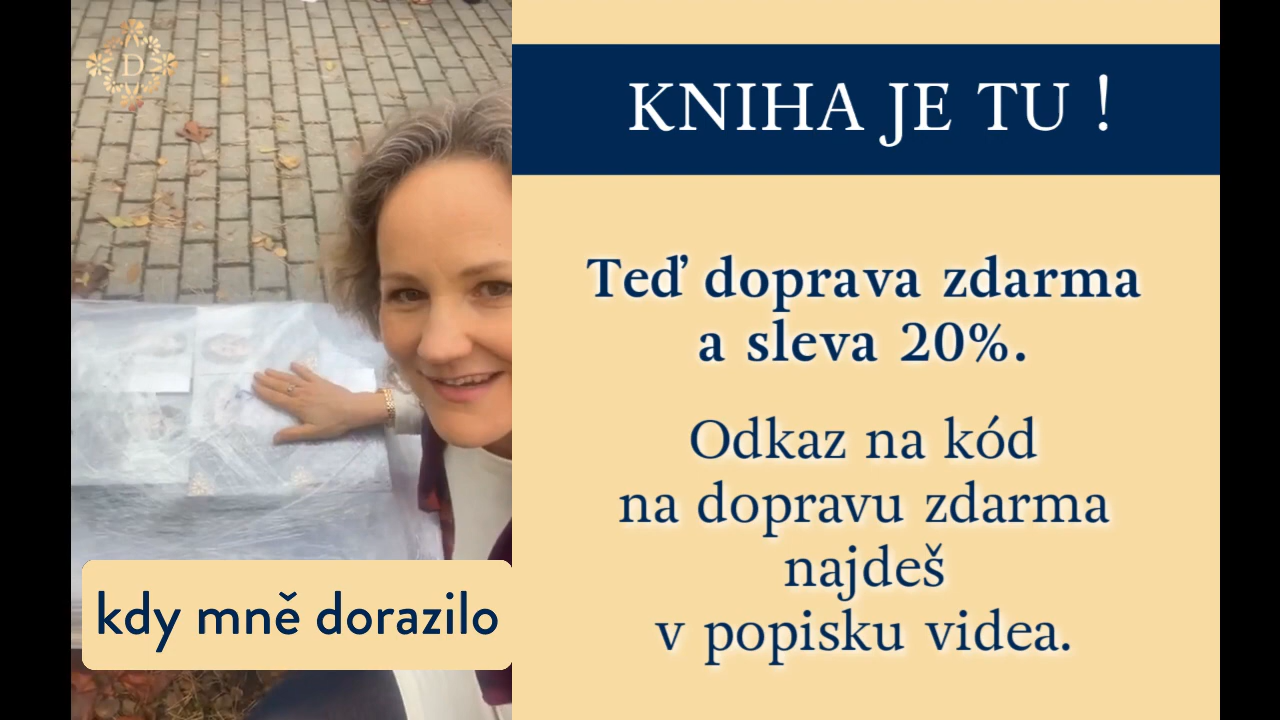 D
kdy mně dorazilo
KNIHA JE TU !
Teď doprava zdarma
a sleva 20%.
Odkaz na kód
na dopravu zdarma
najdeš
v popisku videa.